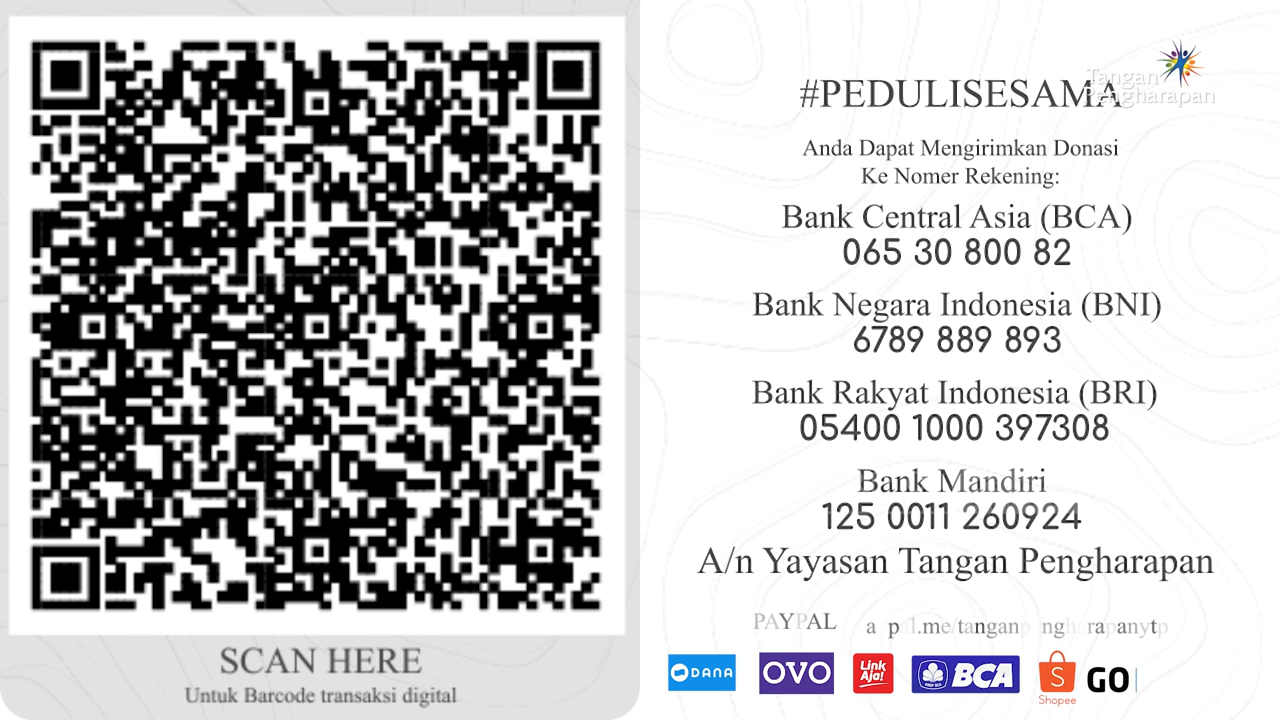 SCAN HERE
Untuk Barcode transaksi digital
Tangan
Pengharapan
#PEDULISESAMA
Anda Dapat Mengirimkan Donasi
Ke Nomer Rekening:
Bank Central Asia (BCA)
065 30 800 82
Bank Negara Indonesia (BNI)
6789 889 893
Bank Rakyat Indonesia (BRI)
05400 1000 397308
Bank Mandiri
125 0011 260924
A/n Yayasan Tangan Pengharapan
PAYPAL
DANA OVO Link Aja! BCA Shopee GO